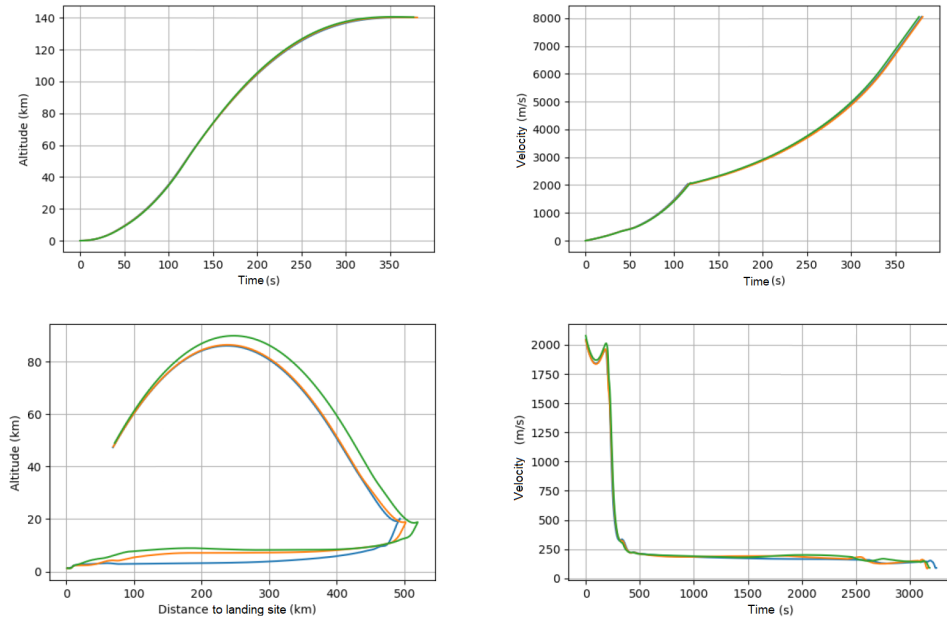 140
120
100
80
60
40
20
0
Altitude (km)
0 50 100 150 200 250 300 350
Time (s)
8000
7000
6000
5000
4000
3000
2000
1000
0
Velocity (m/s)
0 50 100 150 200 250 300 350
Time (s)
80
60
40
20
0
Altitude (km)
0 100 200 300 400 500
Distance to landing site (km)
2000
1750
1500
1250
1000
750
500
250
0
Velocity (m/s)
0 500 1000 1500 2000 2500 3000
Time (s)